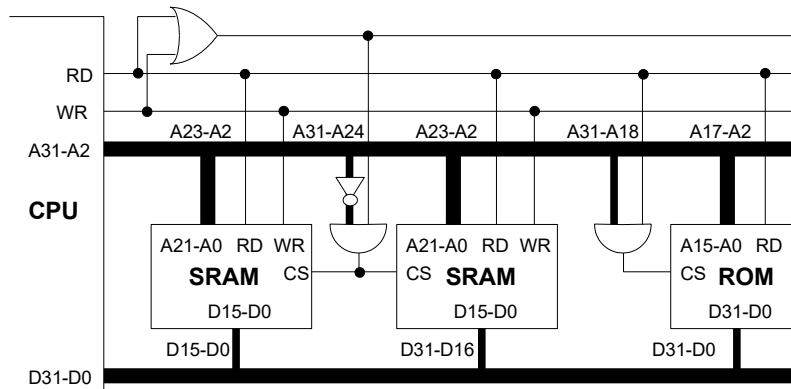 RD
WR
A23-A2 A31-A24 A23-A2 A31-A18 A17-A2
A31-A2
CPU
A21-A0 RD WR A21-A0 RD WR A15-A0 RD
SRAM CS CS SRAM CS ROM
D15-D0 D15-D0 D31-D0
D15-D0 D31-D16 D31-D0
D31-D0